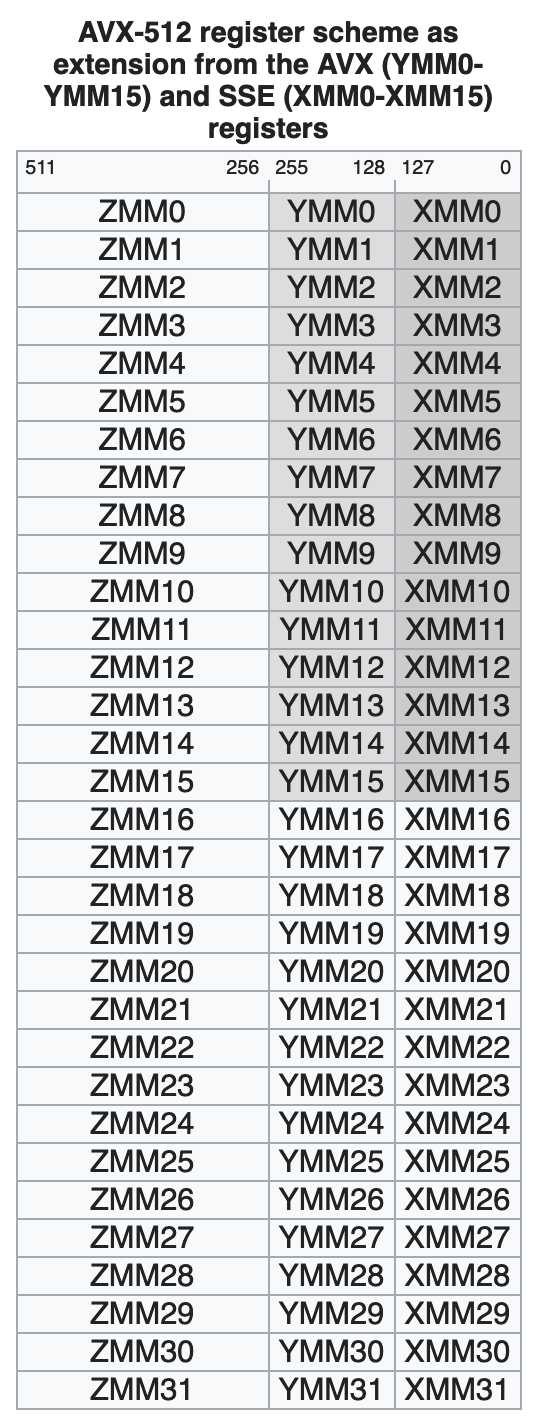 AVX-512 register scheme as
extension from the AVX (YMM0-
YMM15) and SSE (XMM0-XMM15)
registers
511 256 255 128 127 0
ZMM0 YMM0 XMM0
ZMM1 YMM1 XMM1
ZMM2 YMM2 XMM2
ZMM3 YMM3 XMM3
ZMM4 YMM4 XMM4
ZMM5 YMM5 XMM5
ZMM6 YMM6 XMM6
ZMM7 YMM7 XMM7
ZMM8 YMM8 XMM8
ZMM9 YMM9 XMM9
ZMM10 YMM10 XMM10
ZMM11 YMM11 XMM11
ZMM12 YMM12 XMM12
ZMM13 YMM13 XMM13
ZMM14 YMM14 XMM14
ZMM15 YMM15 XMM15
ZMM16 YMM16 XMM16
ZMM17 YMM17 XMM17
ZMM18 YMM18 XMM18
ZMM19 YMM19 XMM19
ZMM20 YMM20 XMM20
ZMM21 YMM21 XMM21
ZMM22 YMM22 XMM22
ZMM23 YMM23 XMM23
ZMM24 YMM24 XMM24
ZMM25 YMM25 XMM25
ZMM26 YMM26 XMM26
ZMM27 YMM27 XMM27
ZMM28 YMM28 XMM28
ZMM29 YMM29 XMM29
ZMM30 YMM30 XMM30
ZMM31 YMM31 XMM31